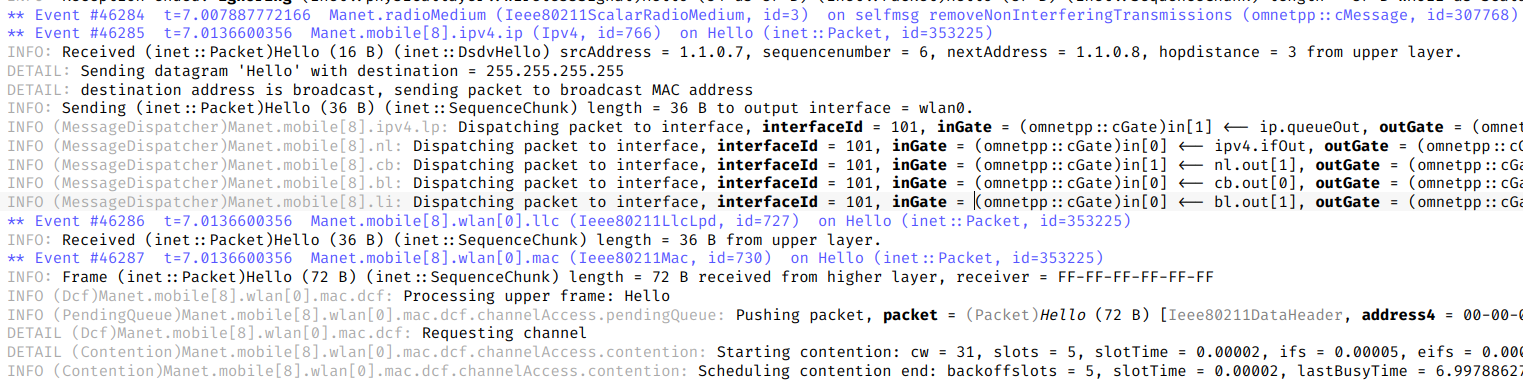 ** Event #46284  t=7.007887772166  Manet.radioMedium (Ieee80211ScalarRadioMedium, id=3)  on selfmsg removeNonInterferingTransmissions (omnetpp::cMessage, id=307768)
** Event #46285  t=7.0136600356  Manet.mobile[8].ipv4.ip (Ipv4, id=766)  on Hello (inet::Packet, id=353225)
INFO: Received (inet::Packet)Hello (16 B) (inet::DsdvHello) srcAddress = 1.1.0.7, sequencenumber = 6, nextAddress = 1.1.0.8, hopdistance = 3 from upper layer.
DETAIL: Sending datagram 'Hello' with destination = 255.255.255.255
DETAIL: destination address is broadcast, sending packet to broadcast MAC address
INFO: Sending (inet::Packet)Hello (36 B) (inet::SequenceChunk) length = 36 B to output interface = wlan0.
INFO (MessageDispatcher)Manet.mobile[8].ipv4.lp: Dispatching packet to interface, interfaceId = 101, inGate = (omnetpp::cGate)in[1] <-- ip.queueOut, outGate = (omnet
INFO (MessageDispatcher)Manet.mobile[8].nl: Dispatching packet to interface, interfaceId = 101, inGate = (omnetpp::cGate)in[0] <-- ipv4.ifOut, outGate = (omnetpp::cG
INFO (MessageDispatcher)Manet.mobile[8].cb: Dispatching packet to interface, interfaceId = 101, inGate = (omnetpp::cGate)in[1] <-- nl.out[1], outGate = (omnetpp::cGa
INFO (MessageDispatcher)Manet.mobile[8].bl: Dispatching packet to interface, interfaceId = 101, inGate = (omnetpp::cGate)in[0] <-- cb.out[0], outGate = (omnetpp::cGa
INFO (MessageDispatcher)Manet.mobile[8].li: Dispatching packet to interface, interfaceId = 101, inGate = (omnetpp::cGate)in[0] <-- bl.out[1], outGate = (omnetpp::cGa
** Event #46286  t=7.0136600356  Manet.mobile[8].wlan[0].llc (Ieee80211LlcLpd, id=727)  on Hello (inet::Packet, id=353225)
INFO: Received (inet::Packet)Hello (36 B) (inet::SequenceChunk) length = 36 B from upper layer.
** Event #46287  t=7.0136600356  Manet.mobile[8].wlan[0].mac (Ieee80211Mac, id=730)  on Hello (inet::Packet, id=353225)
INFO: Frame (inet::Packet)Hello (72 B) (inet::SequenceChunk) length = 72 B received from higher layer, receiver = FF-FF-FF-FF-FF-FF
INFO (Dcf)Manet.mobile[8].wlan[0].mac.dcf: Processing upper frame: Hello
INFO (PendingQueue)Manet.mobile[8].wlan[0].mac.dcf.channelAccess.pendingQueue: Pushing packet, packet = (Packet)Hello (72 B) [Ieee80211DataHeader, address4 = 00-00-0
DETAIL (Dcf)Manet.mobile[8].wlan[0].mac.dcf: Requesting channel
DETAIL (Contention)Manet.mobile[8].wlan[0].mac.dcf.channelAccess.contention: Starting contention: cw = 31, slots = 5, slotTime = 0.00002, ifs = 0.00005, eifs = 0.000
INFO (Contention)Manet.mobile[8].wlan[0].mac.dcf.channelAccess.contention: Scheduling contention end: backoffslots = 5, slotTime = 0.00002, lastBusyTime = 6.99788627